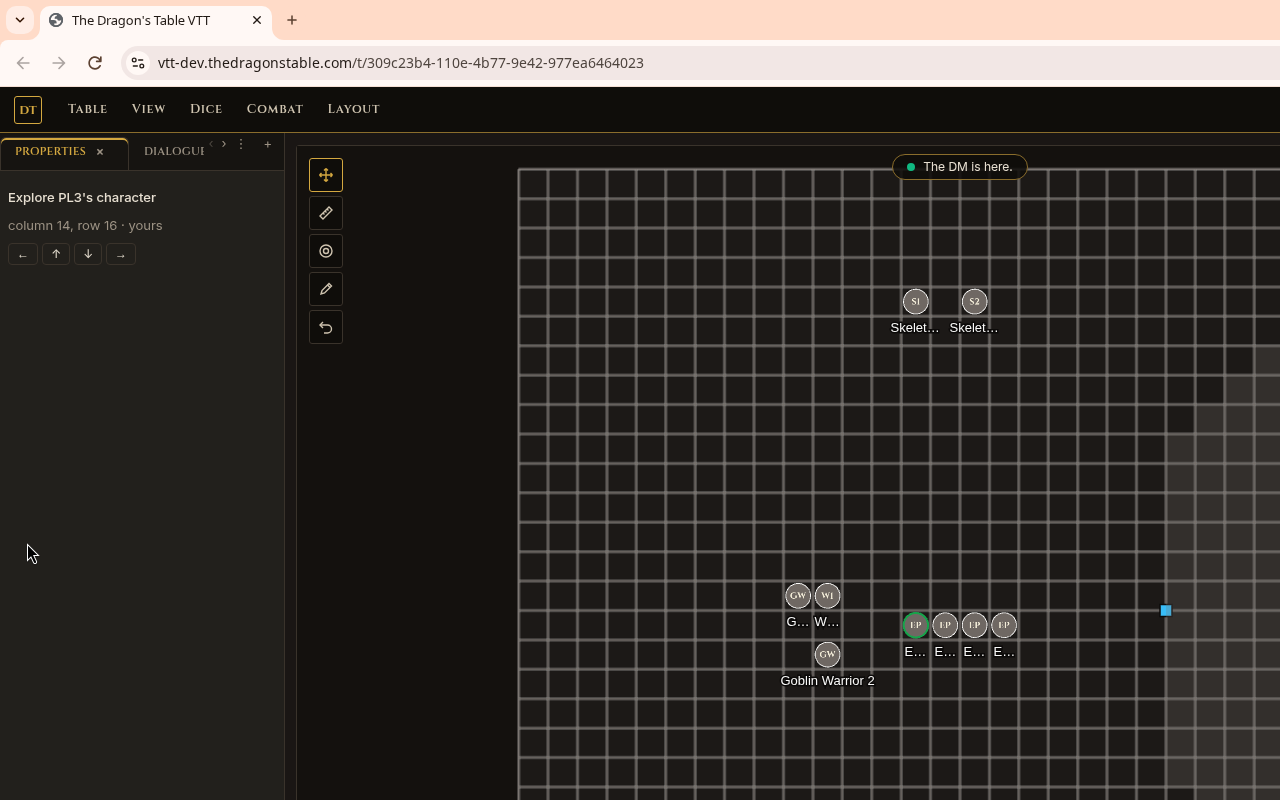 The Dragon's Table VTT
vtt-dev.thedragonstable.com/t/309c23b4-110e-4b77-9e42-977ea6464023
DT TABLE VIEW DICE COMBAT LAYOUT
PROPERTIES DIALOGUE
The DM is here.
Explore PL3's character
column 14, row 16 · yours
S1 S2
Skelet... Skelet...
GW W1
G... W...
EP EP EP EP
E... E... E... E...
GW
Goblin Warrior 2